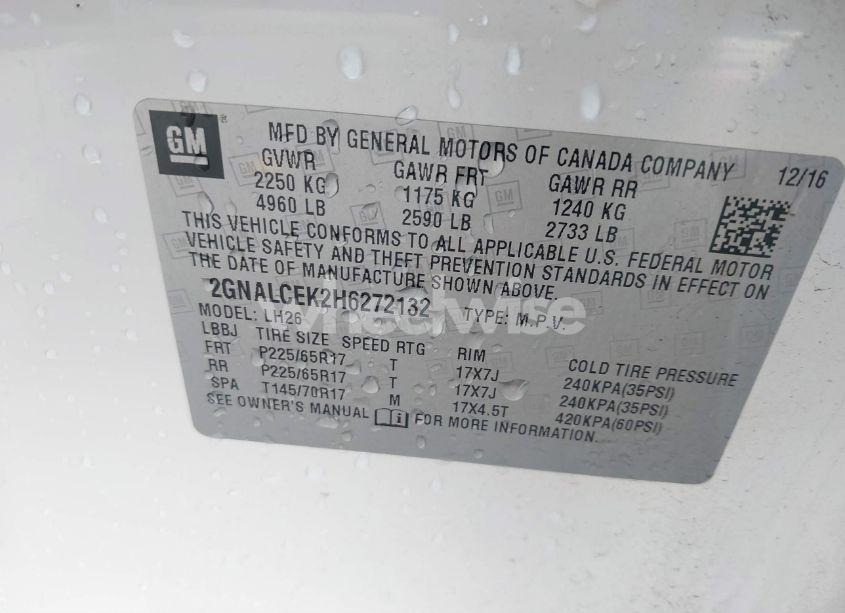 GM
MFD BY GENERAL MOTORS OF CANADA COMPANY 12/16
GVWR GAWR FRT GAWR RR
2250 KG 1175 KG 1240 KG
4960 LB 2590 LB 2733 LB
THIS VEHICLE CONFORMS TO ALL APPLICABLE U.S. FEDERAL MOTOR
VEHICLE SAFETY AND THEFT PREVENTION STANDARDS IN EFFECT ON
THE DATE OF MANUFACTURE SHOWN ABOVE.
2GNALCEK2H6272132 TYPE: M.P.V.
MODEL: LH26
LBBJ TIRE SIZE SPEED RTG RIM COLD TIRE PRESSURE
FRT P225/65R17 T 17X7J 240KPA(35PSI)
RR P225/65R17 T 17X7J 240KPA(35PSI)
SPA T145/70R17 M 17X4.5T 420KPA(60PSI)
SEE OWNER'S MANUAL FOR MORE INFORMATION.
wheelwise